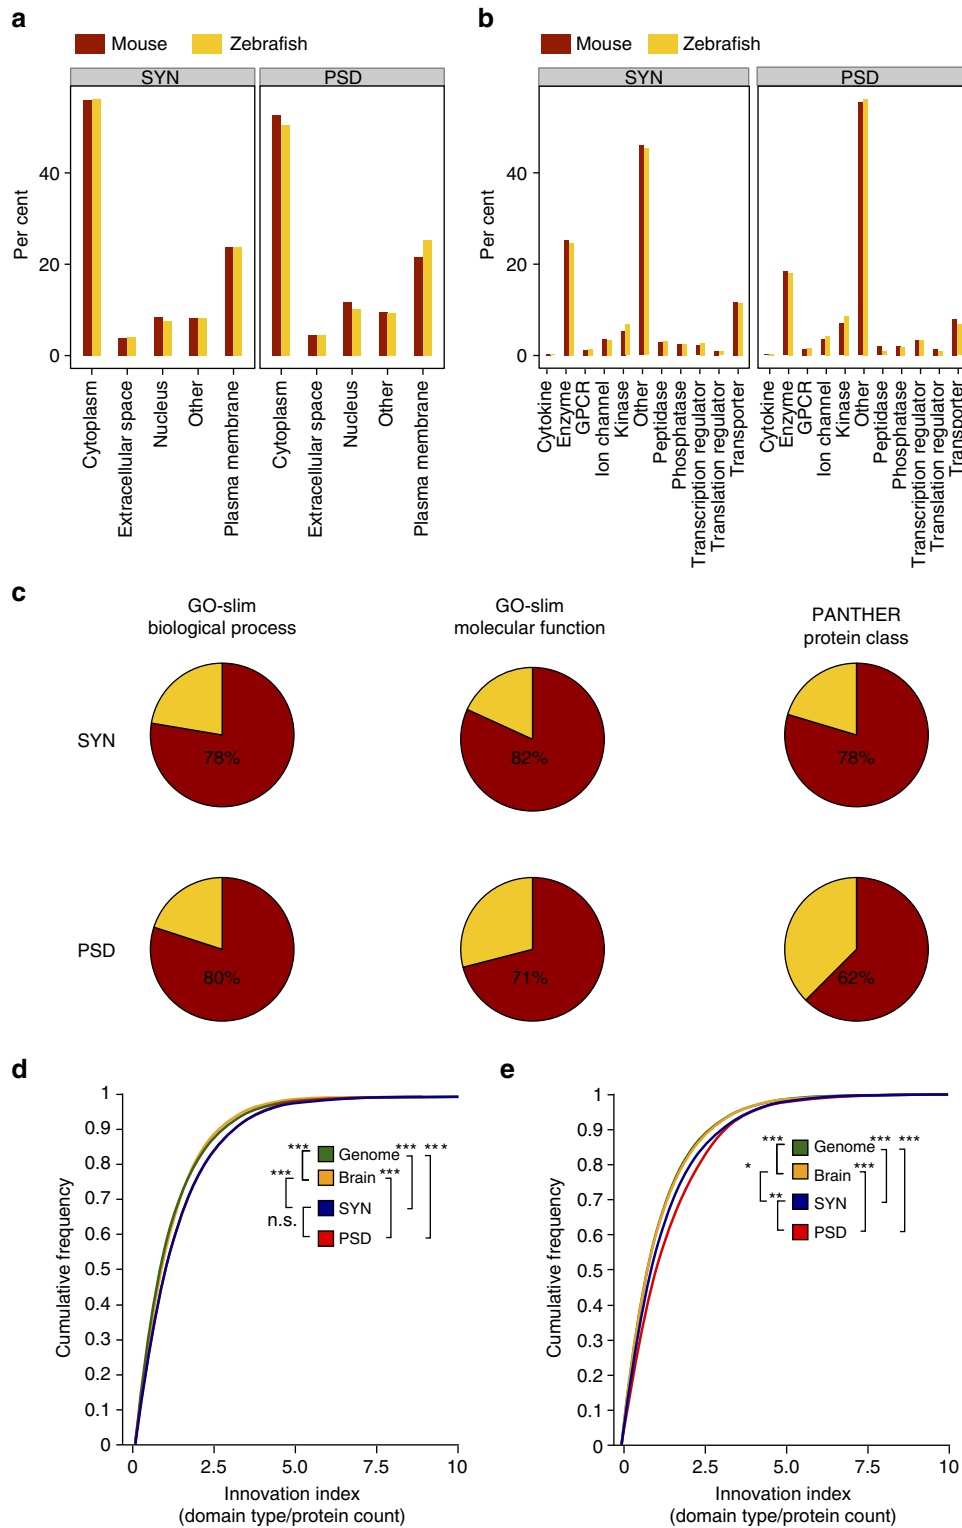 a
Mouse Zebrafish
SYN PSD
Per cent
40
20
0
Cytoplasm
Extracellular space
Nucleus
Other
Plasma membrane
Cytoplasm
Extracellular space
Nucleus
Other
Plasma membrane
b
Mouse Zebrafish
SYN PSD
Per cent
40
20
0
Cytokine
Enzyme
GPCR
Ion channel
Kinase
Other
Peptidase
Phosphatase
Transcription regulator
Translation regulator
Transporter
Cytokine
Enzyme
GPCR
Ion channel
Kinase
Other
Peptidase
Phosphatase
Transcription regulator
Translation regulator
Transporter
c
GO-slim
biological process
GO-slim
molecular function
PANTHER
protein class
SYN
78%
82%
78%
PSD
80%
71%
62%
d
Cumulative frequency
1
0.9
0.8
0.7
0.6
0.5
0.4
0.3
0.2
0.1
0
*** Genome *** ***
*** Brain ***
SYN
n.s. PSD
0 2.5 5.0 7.5 10
Innovation index
(domain type/protein count)
e
Cumulative frequency
1
0.9
0.8
0.7
0.6
0.5
0.4
0.3
0.2
0.1
0
*** Genome *** ***
* Brain ***
** SYN
PSD
0 2.5 5.0 7.5 10
Innovation index
(domain type/protein count)